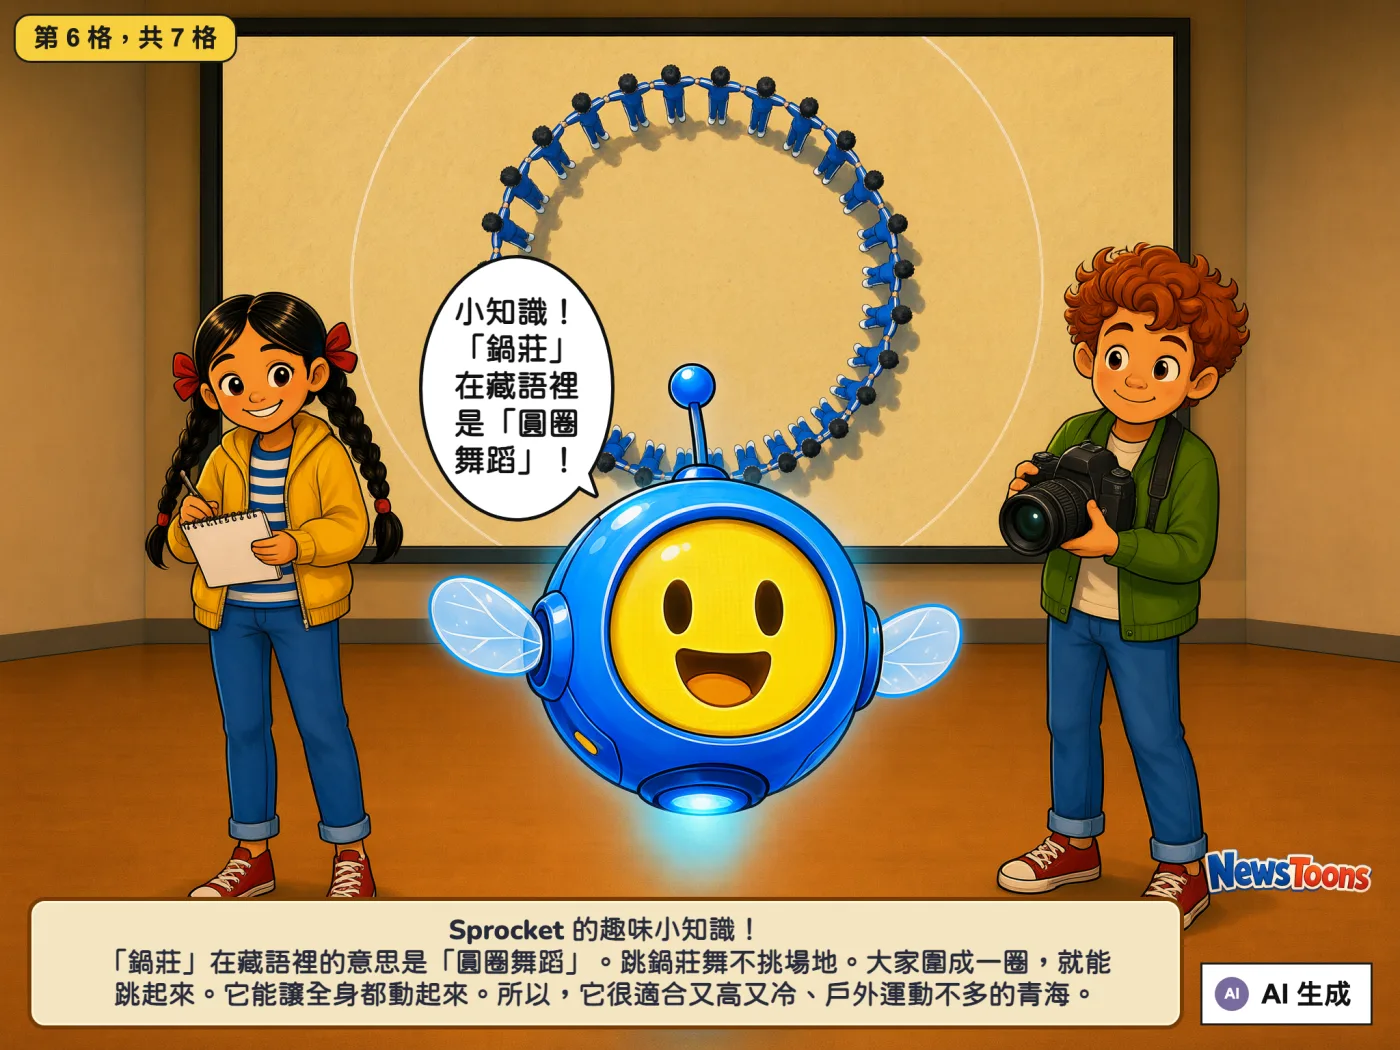 第 6 格，共 7 格
小知識！
「鍋莊」
在藏語裡
是「圓圈
舞蹈」！
NewsToons
Sprocket 的趣味小知識！
「鍋莊」在藏語裡的意思是「圓圈舞蹈」。跳鍋莊舞不挑場地。大家圍成一圈，就能
跳起來。它能讓全身都動起來。所以，它很適合又高又冷、戶外運動不多的青海。
AI AI 生成